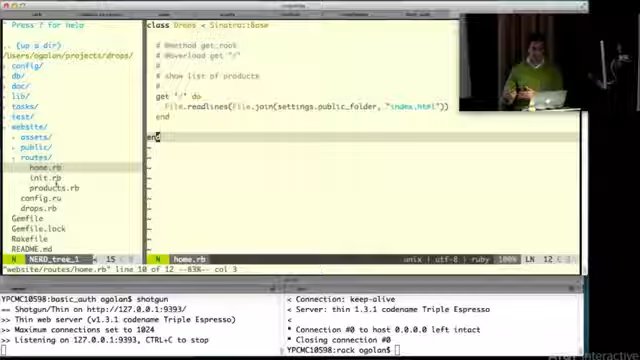 " Press ? for help
.. (up a dir)
/Users/ogalan/projects/drops/
config/
db/
doc/
lib/
tasks/
test/
website/
assets/
public/
routes/
home.rb
init.rb
products.rb
config.ru
drops.rb
Gemfile
Gemfile.lock
Rakefile
README.md
class Drops < Sinatra::Base
# @method get_root
# @overload get "/"
#
# show list of products
get '/' do
File.readlines(File.join(settings.public_folder, "index.html"))
end
end
N NERD_tree_1 15
N home.rb
unix | utf-8 | ruby 100% LN 12:3
"website/routes/home.rb" line 10 of 12 --83%-- col 3
YPCMC10598:basic_auth ogalan$ shotgun
== Shotgun/Thin on http://127.0.0.1:9393/
>> Thin web server (v1.3.1 codename Triple Espresso)
>> Maximum connections set to 1024
>> Listening on 127.0.0.1:9393, CTRL+C to stop
< Connection: keep-alive
< Server: thin 1.3.1 codename Triple Espresso
<
* Connection #0 to host 0.0.0.0 left intact
* Closing connection #0
YPCMC10598:rack ogalan$
AT&T Interactive